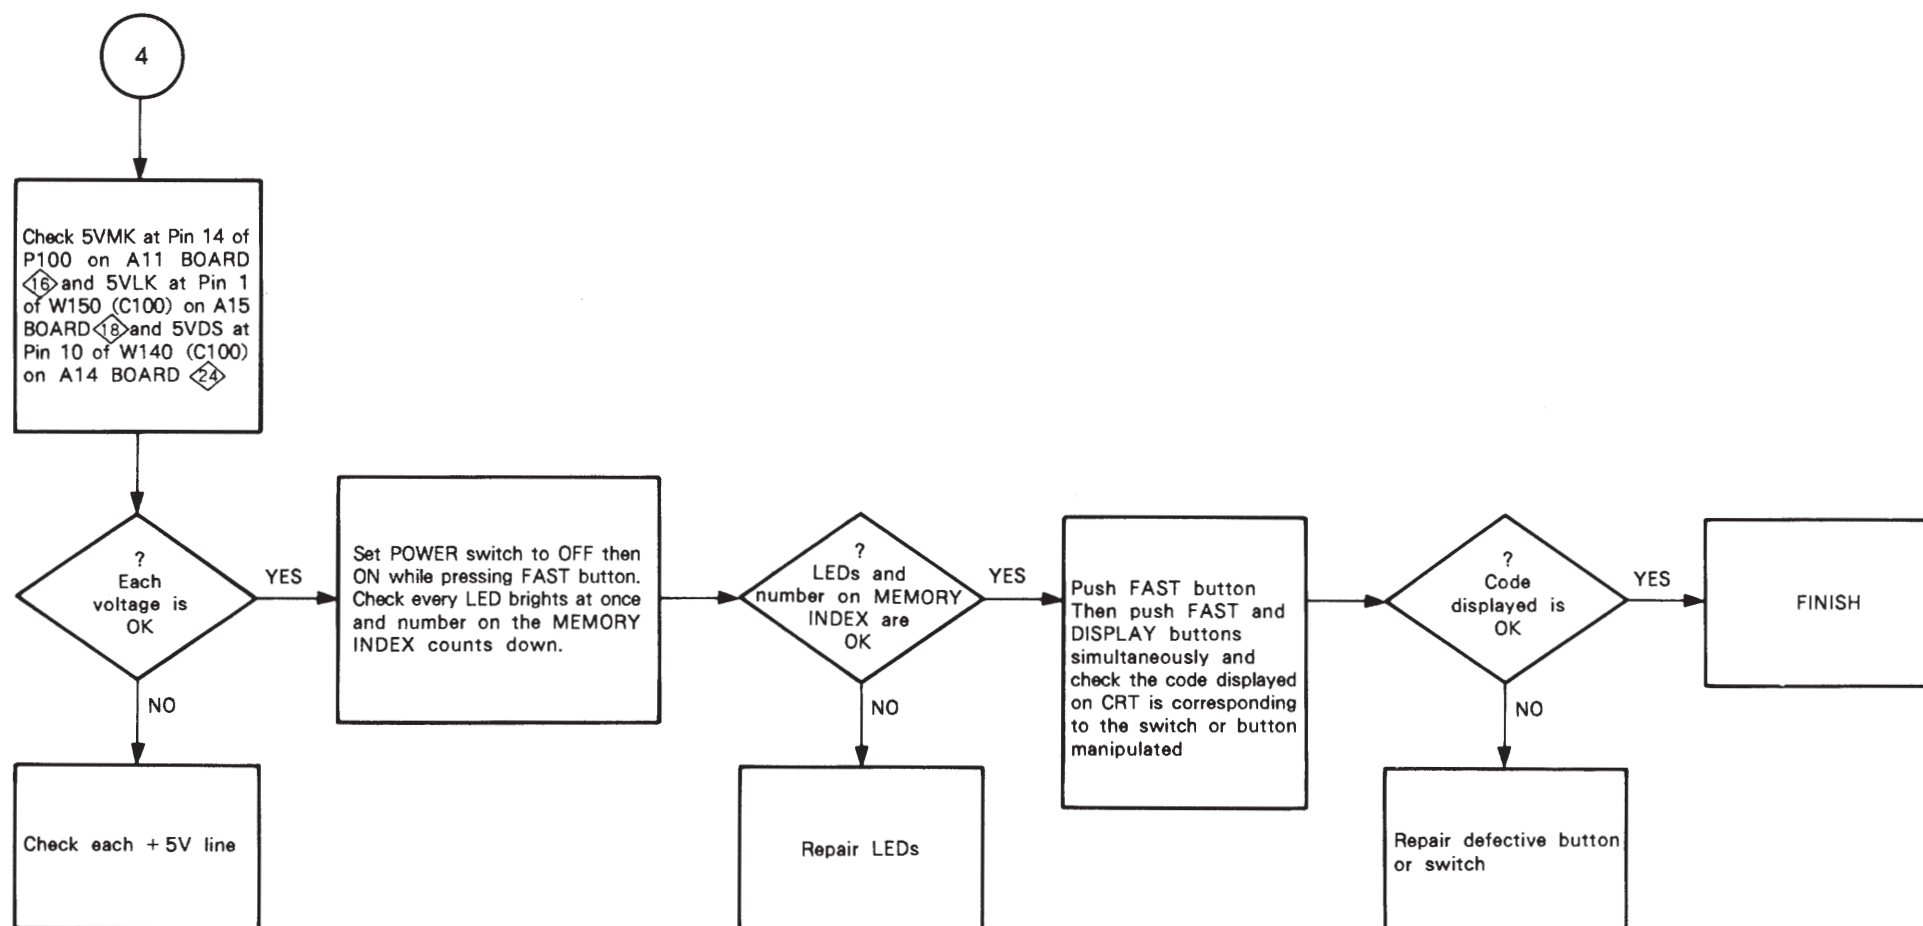 4
Check 5VMK at Pin 14 of
P100 on A11 BOARD
16 and 5VLK at Pin 1
of W150 (C100) on A15
BOARD 18 and 5VDS at
Pin 10 of W140 (C100)
on A14 BOARD 24
?
Each
voltage is
OK
YES
NO
Check each + 5V line
Set POWER switch to OFF then
ON while pressing FAST button.
Check every LED brights at once
and number on the MEMORY
INDEX counts down.
?
LEDs and
number on MEMORY
INDEX are
OK
YES
NO
Repair LEDs
Push FAST button
Then push FAST and
DISPLAY buttons
simultaneously and
check the code displayed
on CRT is corresponding
to the switch or button
manipulated
?
Code
displayed is
OK
YES
NO
Repair defective button
or switch
FINISH